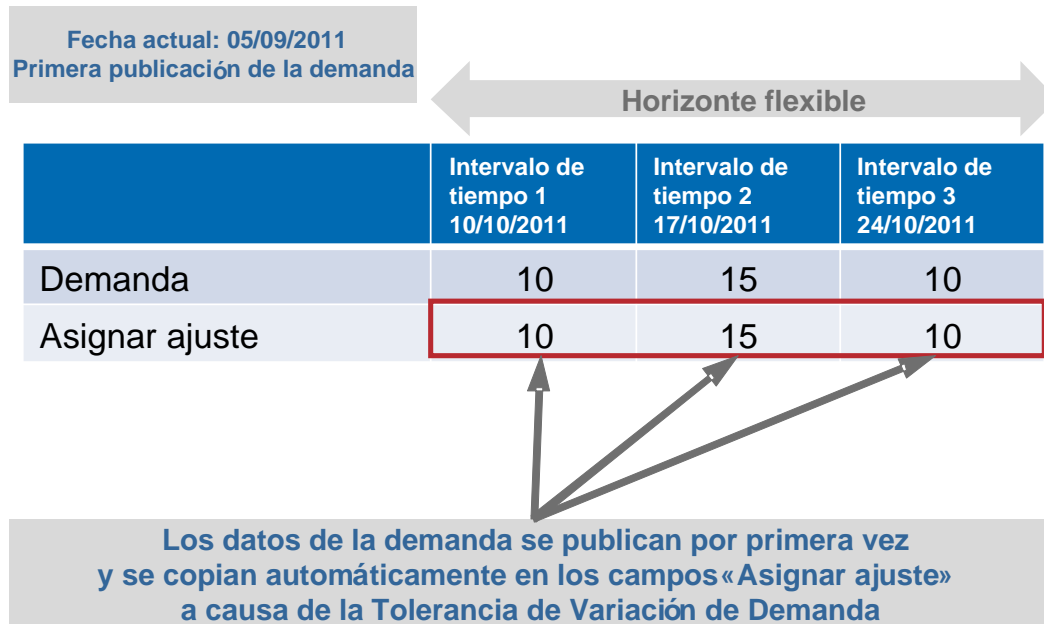 Fecha actual: 05/09/2011
Primera publicación de la demanda
Horizonte flexible
Intervalo de tiempo 1 10/10/2011
Intervalo de tiempo 2 17/10/2011
Intervalo de tiempo 3 24/10/2011
Demanda 10 15 10
Asignar ajuste 10 15 10
Los datos de la demanda se publican por primera vez
y se copian automáticamente en los campos «Asignar ajuste»
a causa de la Tolerancia de Variación de Demanda